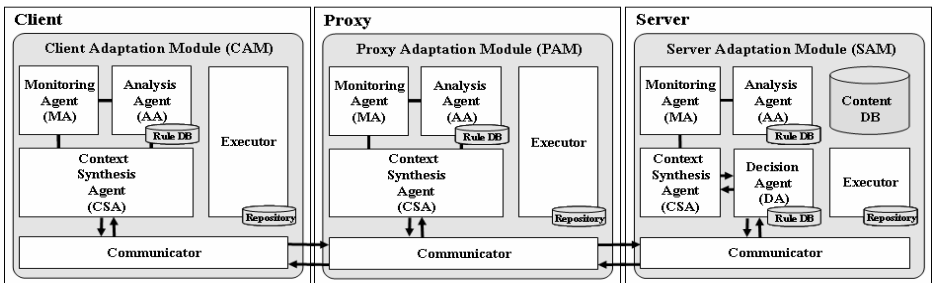 Client
Client Adaptation Module (CAM)
Monitoring
Agent
(MA)
Analysis
Agent
(AA)
Rule DB
Executor
Context
Synthesis
Agent
(CSA)
Repository
Communicator
Proxy
Proxy Adaptation Module (PAM)
Monitoring
Agent
(MA)
Analysis
Agent
(AA)
Rule DB
Executor
Context
Synthesis
Agent
(CSA)
Repository
Communicator
Server
Server Adaptation Module (SAM)
Monitoring
Agent
(MA)
Analysis
Agent
(AA)
Rule DB
Content
DB
Context
Synthesis
Agent
(CSA)
Decision
Agent
(DA)
Rule DB
Executor
Repository
Communicator